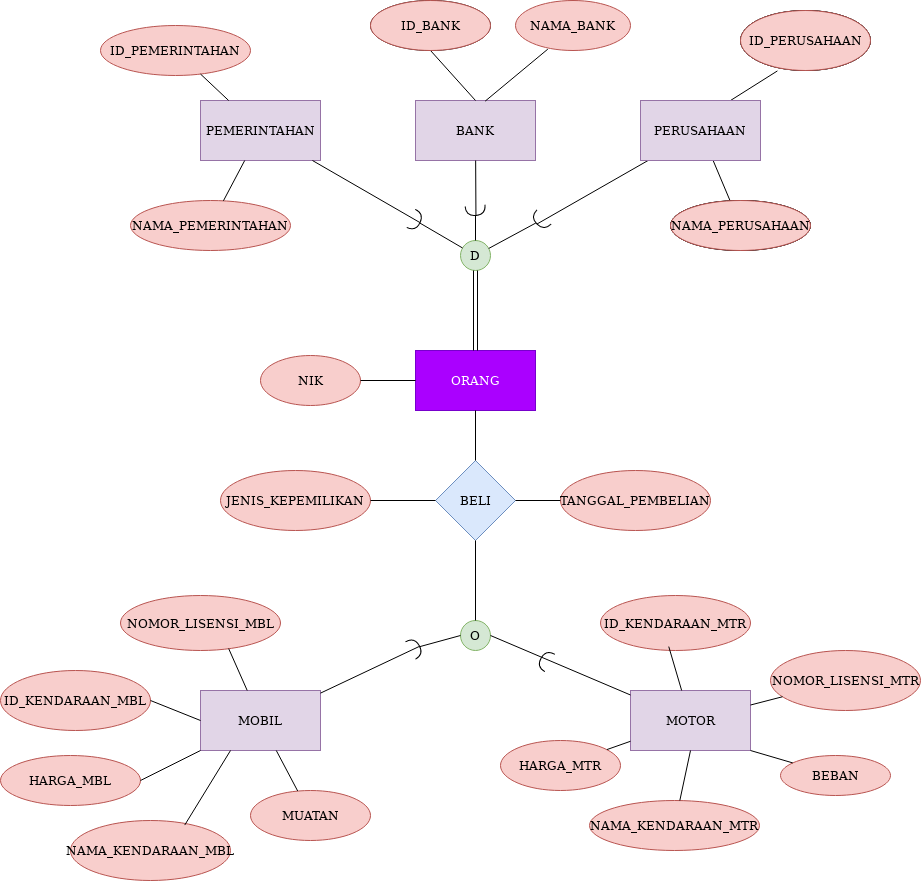 ID_BANK
NAMA_BANK
ID_PERUSAHAAN
ID_PEMERINTAHAN
PEMERINTAHAN
BANK
PERUSAHAAN
NAMA_PEMERINTAHAN
NAMA_PERUSAHAAN
D
NIK
ORANG
JENIS_KEPEMILIKAN
BELI
TANGGAL_PEMBELIAN
NOMOR_LISENSI_MBL
O
ID_KENDARAAN_MTR
ID_KENDARAAN_MBL
NOMOR_LISENSI_MTR
MOBIL
MOTOR
HARGA_MBL
HARGA_MTR
BEBAN
MUATAN
NAMA_KENDARAAN_MBL
NAMA_KENDARAAN_MTR